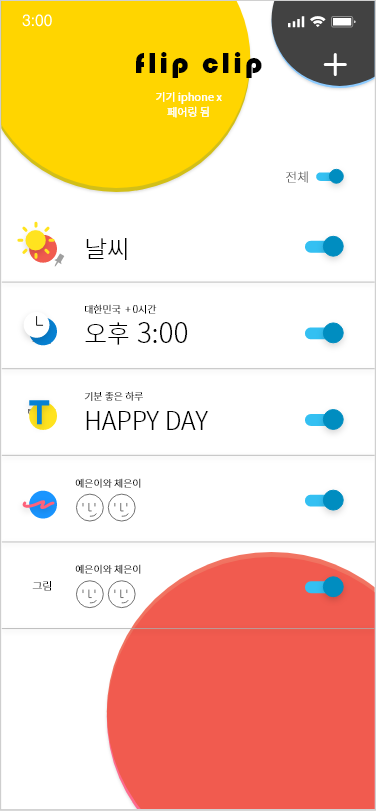 3:00
flip clip
기기 iphone x
페어링 됨
전체
날씨
대한민국 +0시간
오후 3:00
기분 좋은 하루
T
HAPPY DAY
예은이와 체은이
그림
예은이와 체은이